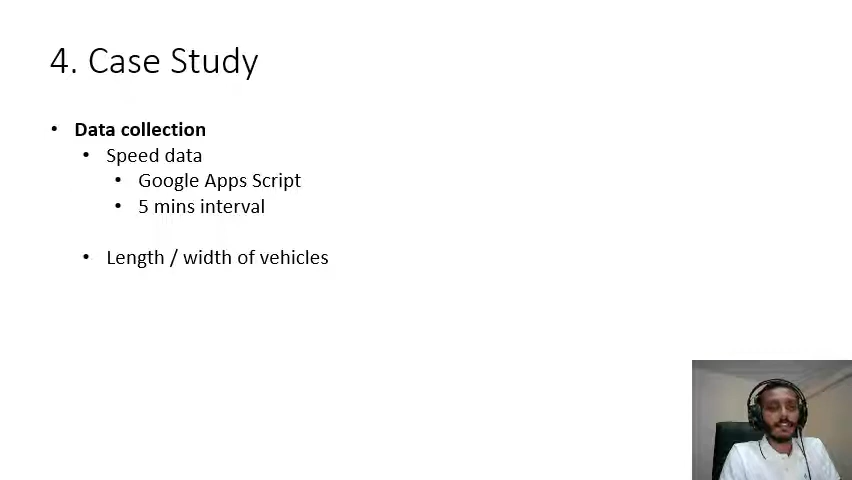 4. Case Study
• Data collection
• Speed data
• Google Apps Script
• 5 mins interval
• Length / width of vehicles